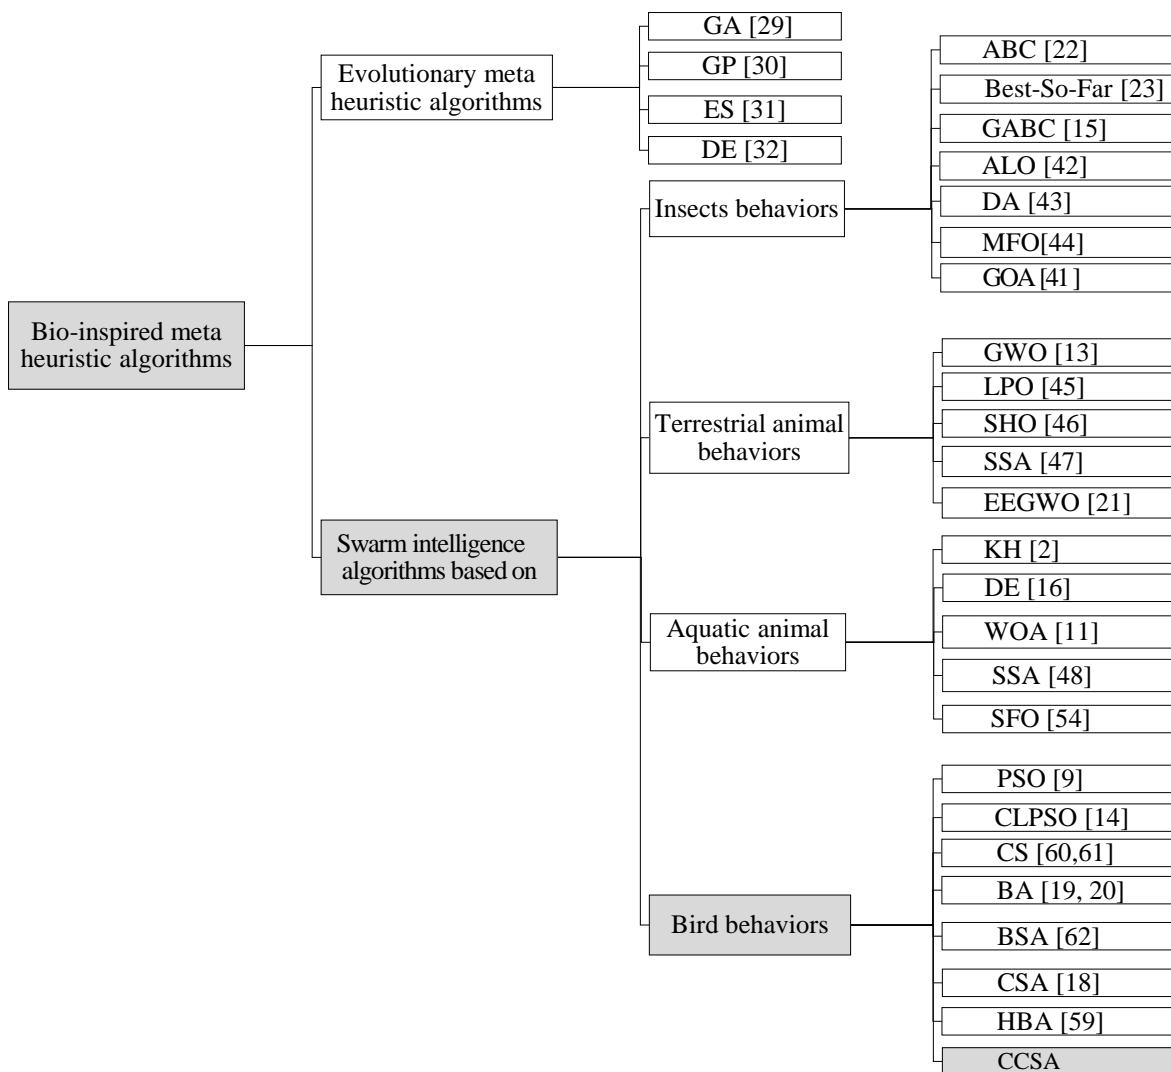 Bio-inspired meta
heuristic algorithms
Evolutionary meta
heuristic algorithms
GA [29]
GP [30]
ES [31]
DE [32]
Swarm intelligence
algorithms based on
Insects behaviors
ABC [22]
Best-So-Far [23]
GABC [15]
ALO [42]
DA [43]
MFO[44]
GOA [41]
Terrestrial animal
behaviors
GWO [13]
LPO [45]
SHO [46]
SSA [47]
EEGWO [21]
Aquatic animal
behaviors
KH [2]
DE [16]
WOA [11]
SSA [48]
SFO [54]
Bird behaviors
PSO [9]
CLPSO [14]
CS [60,61]
BA [19, 20]
BSA [62]
CSA [18]
HBA [59]
CCSA